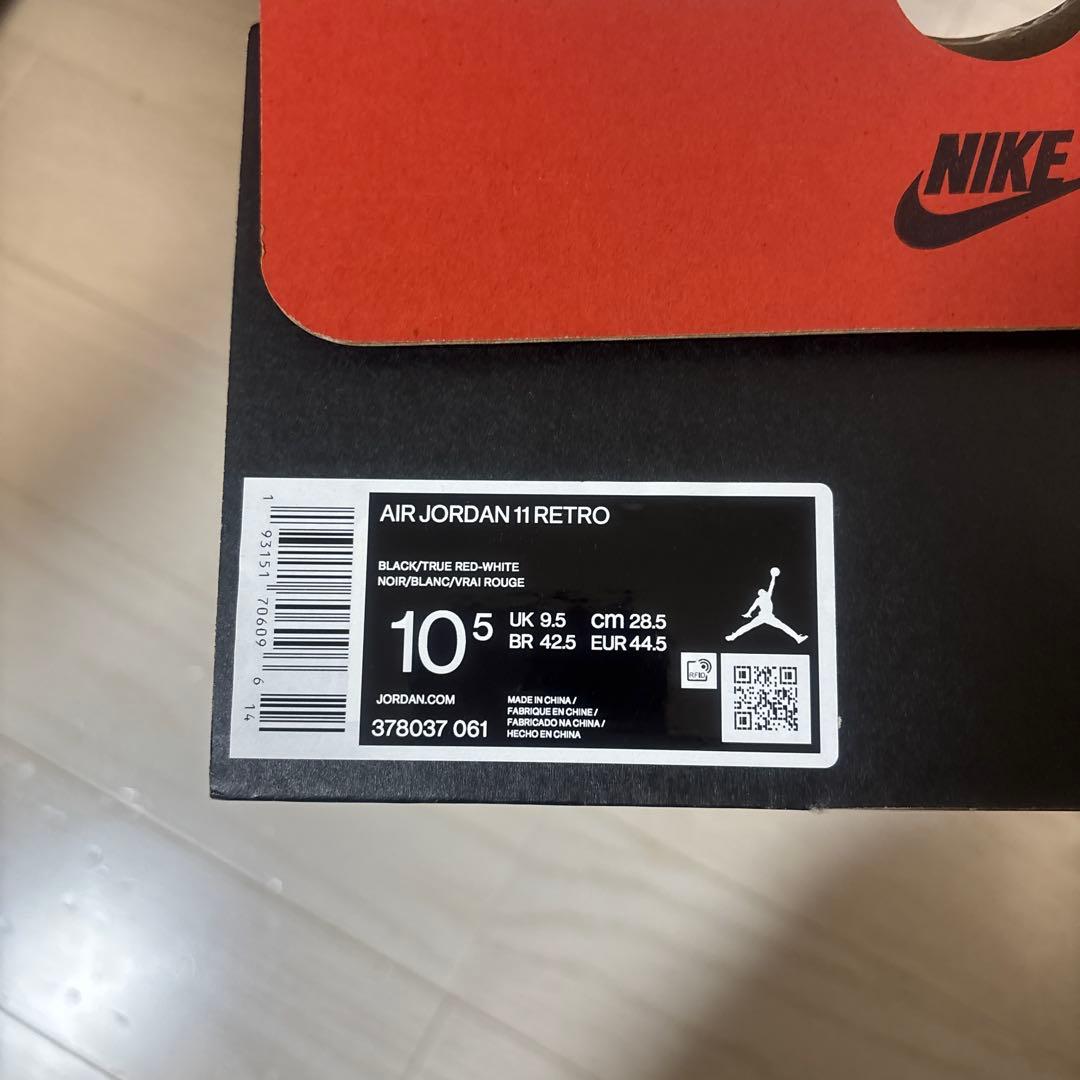 NIKE
AIR JORDAN 11 RETRO
BLACK/TRUE RED-WHITE
NOIR/BLANC/VRAI ROUGE
10 5
UK 9.5 cm 28.5
BR 42.5 EUR 44.5
RFID
JORDAN.COM
378037 061
MADE IN CHINA /
FABRIQUE EN CHINE /
FABRICADO NA CHINA /
HECHO EN CHINA
1 93151 70609 6 14